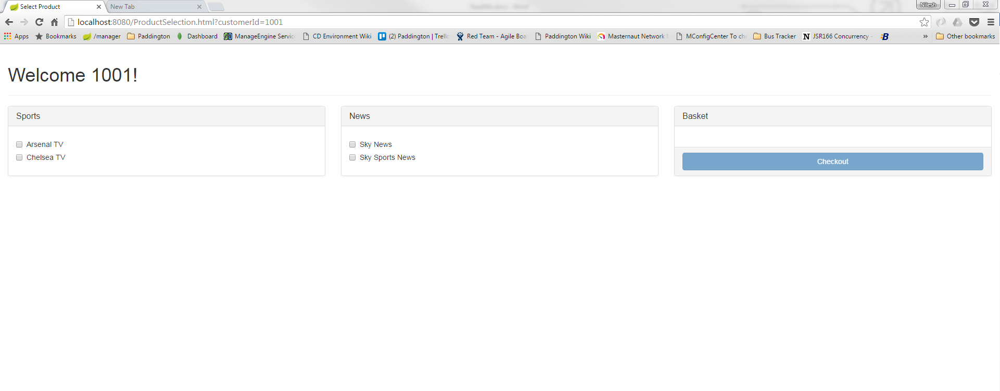 Select Product
New Tab
Nilesh
localhost:8080/ProductSelection.html?customerId=1001
Apps Bookmarks /manager Paddington Dashboard ManageEngine Servic CD Environment Wiki (2) Paddington | Trello Red Team - Agile Boa Paddington Wiki Masternaut Network MConfigCenter To ch Bus Tracker JSR166 Concurrency - B » Other bookmarks
Welcome 1001!
Sports
Arsenal TV
Chelsea TV
News
Sky News
Sky Sports News
Basket
Checkout